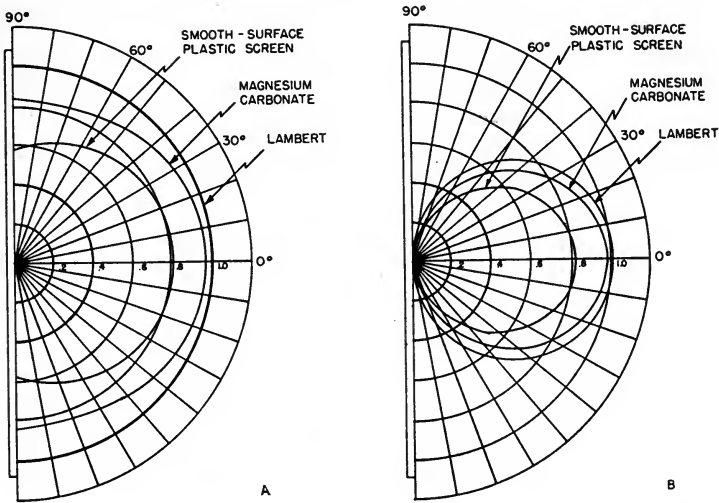 90°
60°
SMOOTH-SURFACE
PLASTIC SCREEN
MAGNESIUM
CARBONATE
30°
LAMBERT
.2 .4 .6 .8 1.0
0°
A
90°
60°
SMOOTH-SURFACE
PLASTIC SCREEN
MAGNESIUM
CARBONATE
30°
LAMBERT
.2 .4 .6 .8 1.0
0°
B